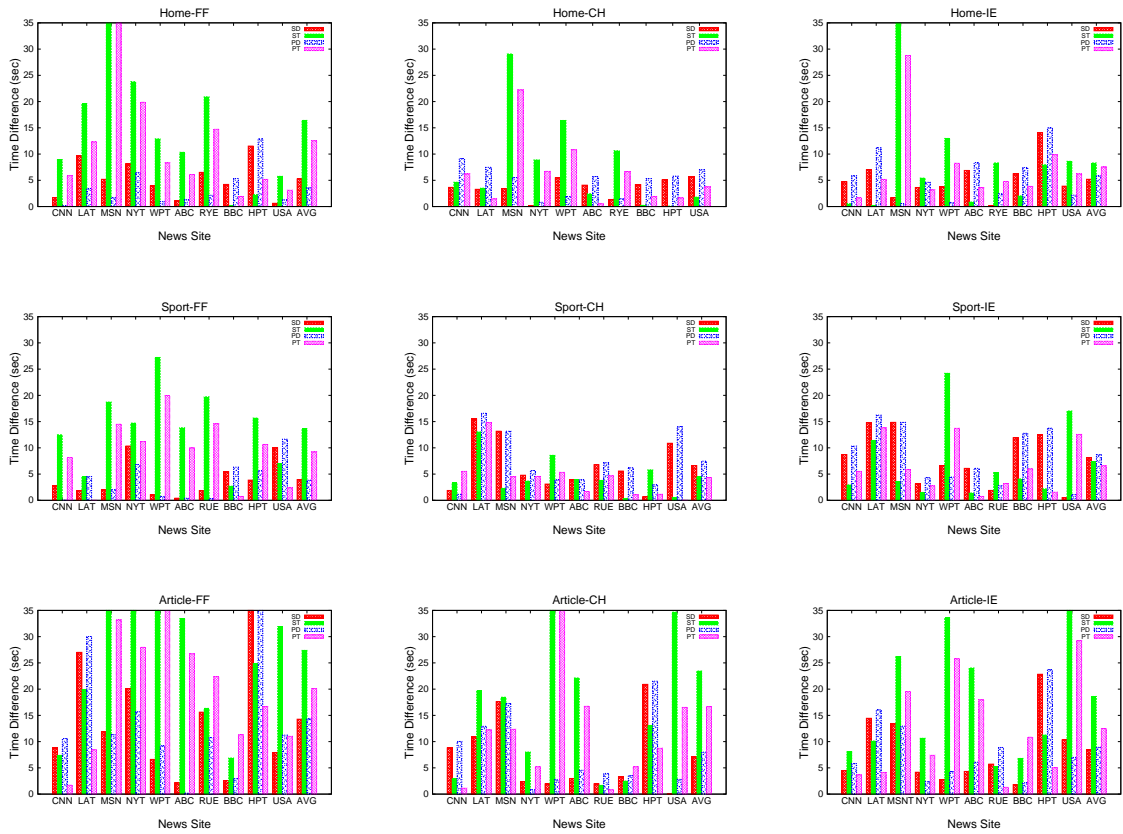 Home-FF
Time Difference (sec)
35
30
25
20
15
10
5
0
SD
ST
PD
PT
CNN LAT MSN NYT WPT ABC RYE BBC HPT USA AVG
News Site
Home-CH
Time Difference (sec)
35
30
25
20
15
10
5
0
SD
ST
PD
PT
CNN LAT MSN NYT WPT ABC RYE BBC HPT USA
News Site
Home-IE
Time Difference (sec)
35
30
25
20
15
10
5
0
SD
ST
PD
PT
CNN LAT MSN NYT WPT ABC RYE BBC HPT USA AVG
News Site
Sport-FF
Time Difference (sec)
35
30
25
20
15
10
5
0
SD
ST
PD
PT
CNN LAT MSN NYT WPT ABC RUE BBC HPT USA AVG
News Site
Sport-CH
Time Difference (sec)
35
30
25
20
15
10
5
0
SD
ST
PD
PT
CNN LAT MSN NYT WPT ABC RUE BBC HPT USA AVG
News Site
Sport-IE
Time Difference (sec)
35
30
25
20
15
10
5
0
SD
ST
PD
PT
CNN LAT MSN NYT WPT ABC RUE BBC HPT USA AVG
News Site
Article-FF
Time Difference (sec)
35
30
25
20
15
10
5
0
SD
ST
PD
PT
CNN LAT MSN NYT WPT ABC RUE BBC HPT USA AVG
News Site
Article-CH
Time Difference (sec)
35
30
25
20
15
10
5
0
SD
ST
PD
PT
CNN LAT MSN NYT WPT ABC RUE BBC HPT USA AVG
News Site
Article-IE
Time Difference (sec)
35
30
25
20
15
10
5
0
SD
ST
PD
PT
CNN LAT MSNT NYT WPT ABC RUE BBC HPT USA AVG
News Site